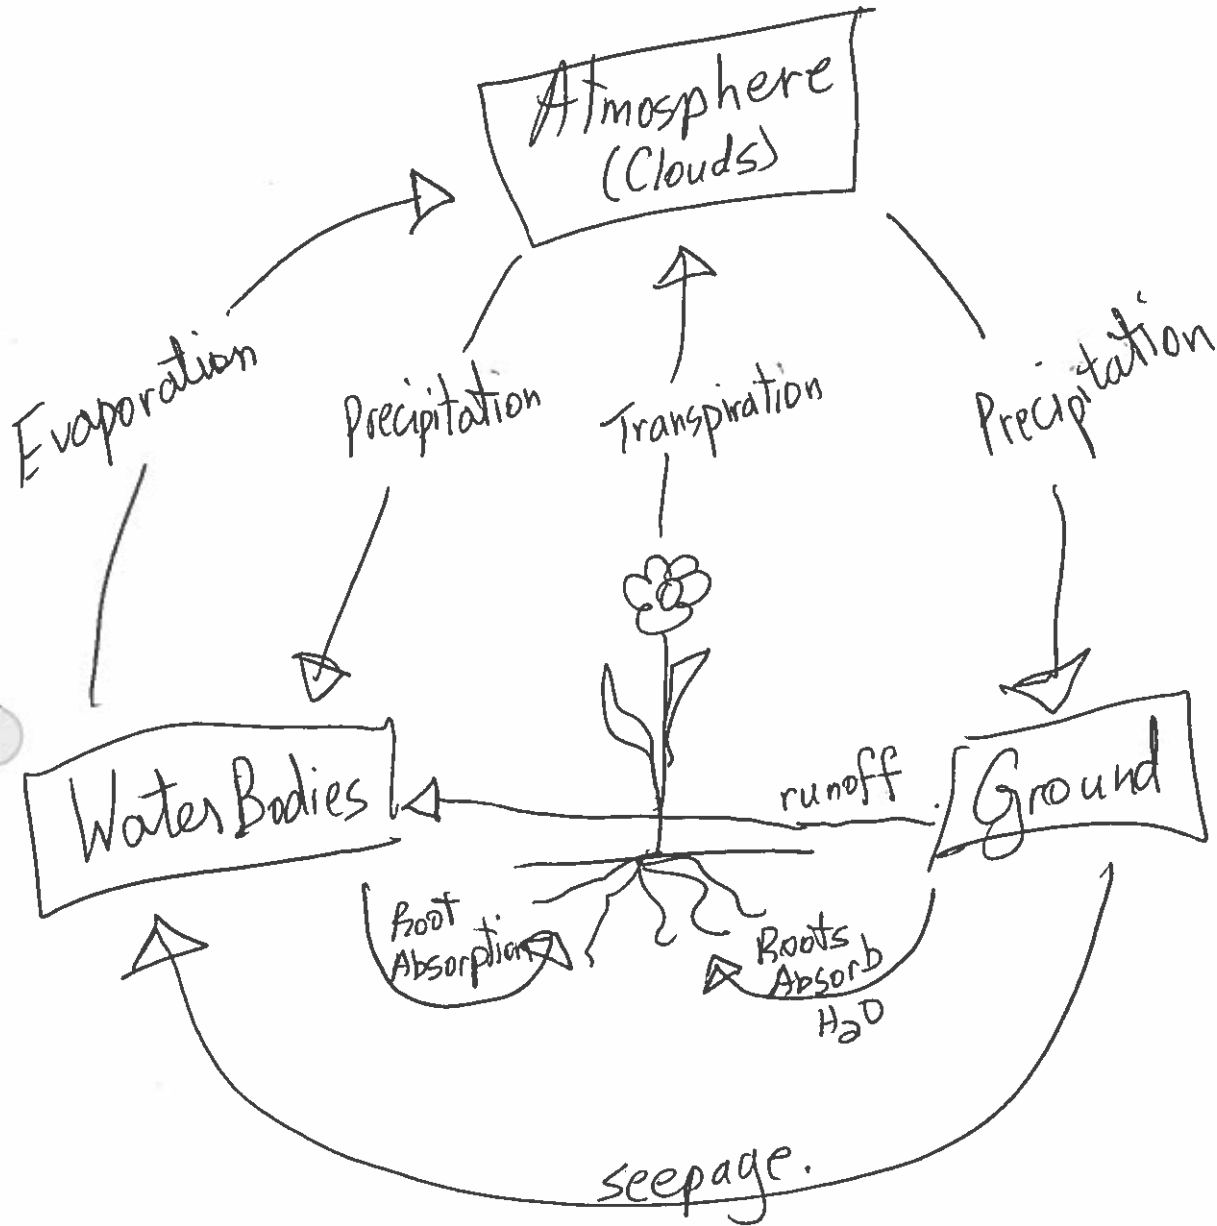 Atmosphere
(Clouds)
Evaporation
Precipitation
Transpiration
Precipitation
Water Bodies
runoff
Ground
Root
Absorption
Roots
Absorb
H2O
seepage.